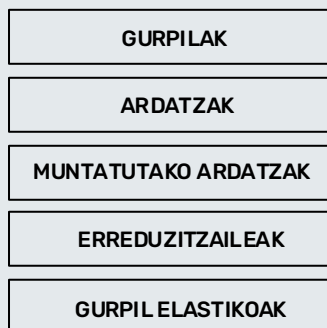 GURPILAK
ARDATZAK
MUNTATUTAKO ARDATZAK
ERREDUZITZAILEAK
GURPIL ELASTIKOAK